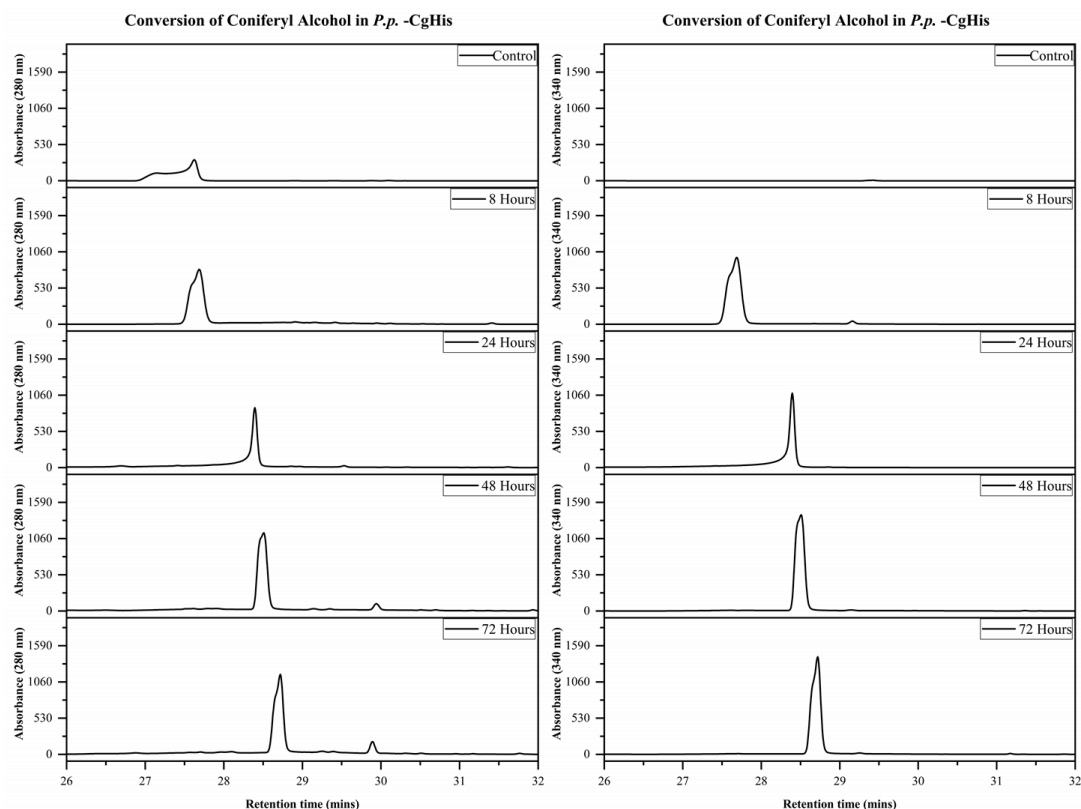 Conversion of Coniferyl Alcohol in P.p. -CgHis
Absorbance (280 nm)
1590
1060
530
0
Control
Absorbance (280 nm)
1590
1060
530
0
8 Hours
Absorbance (280 nm)
1590
1060
530
0
24 Hours
Absorbance (280 nm)
1590
1060
530
0
48 Hours
Absorbance (280 nm)
1590
1060
530
0
72 Hours
26 27 28 29 30 31 32
Retention time (mins)
Conversion of Coniferyl Alcohol in P.p. -CgHis
Absorbance (340 nm)
1590
1060
530
0
Control
Absorbance (340 nm)
1590
1060
530
0
8 Hours
Absorbance (340 nm)
1590
1060
530
0
24 Hours
Absorbance (340 nm)
1590
1060
530
0
48 Hours
Absorbance (340 nm)
1590
1060
530
0
72 Hours
26 27 28 29 30 31 32
Retention time (mins)